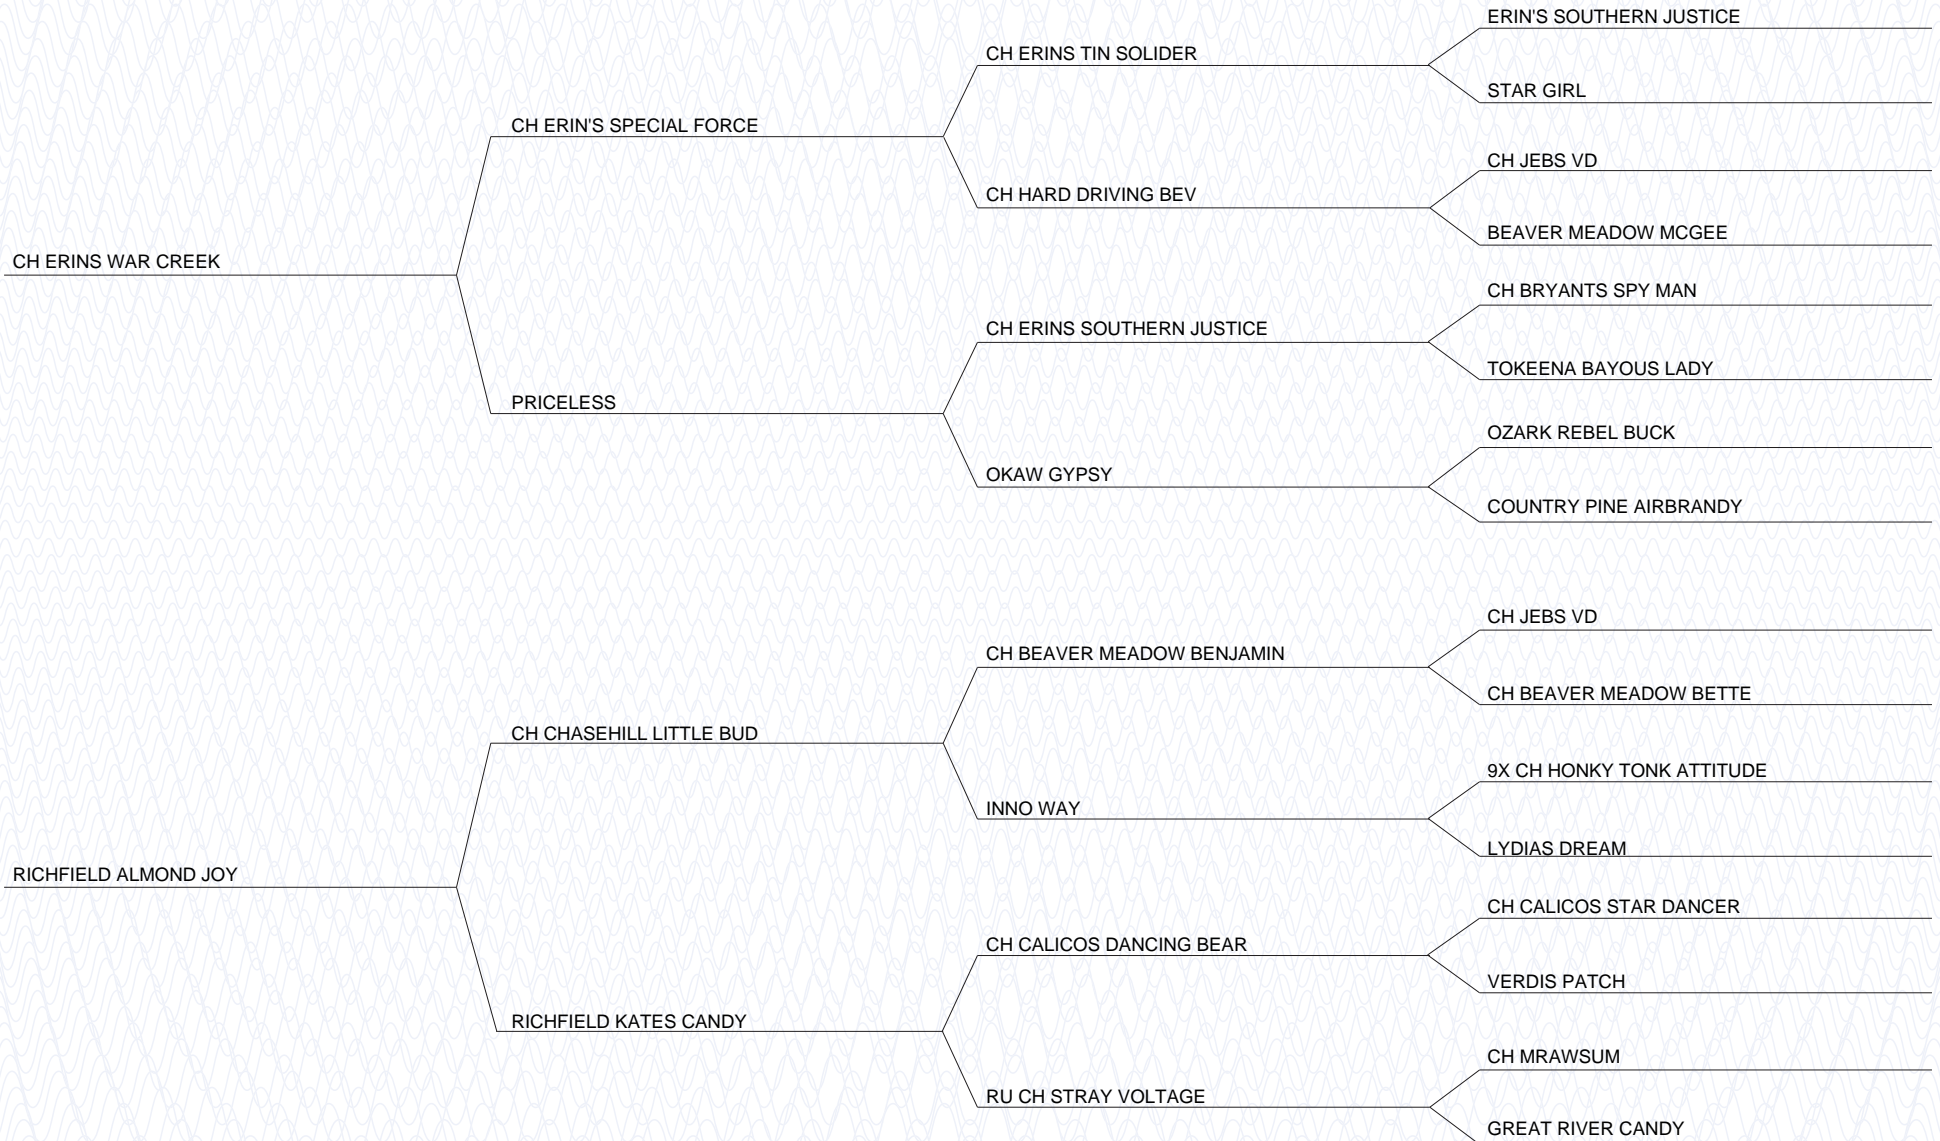 ERIN'S SOUTHERN JUSTICE
CH ERINS TIN SOLIDER
STAR GIRL
CH ERIN'S SPECIAL FORCE
CH JEBS VD
CH HARD DRIVING BEV
BEAVER MEADOW MCGEE
CH ERINS WAR CREEK
CH BRYANTS SPY MAN
CH ERINS SOUTHERN JUSTICE
TOKEENA BAYOUS LADY
PRICELESS
OZARK REBEL BUCK
OKAW GYPSY
COUNTRY PINE AIRBRANDY
CH JEBS VD
CH BEAVER MEADOW BENJAMIN
CH BEAVER MEADOW BETTE
CH CHASEHILL LITTLE BUD
9X CH HONKY TONK ATTITUDE
INNO WAY
LYDIAS DREAM
RICHFIELD ALMOND JOY
CH CALICOS STAR DANCER
CH CALICOS DANCING BEAR
VERDIS PATCH
RICHFIELD KATES CANDY
CH MRAWSUM
RU CH STRAY VOLTAGE
GREAT RIVER CANDY